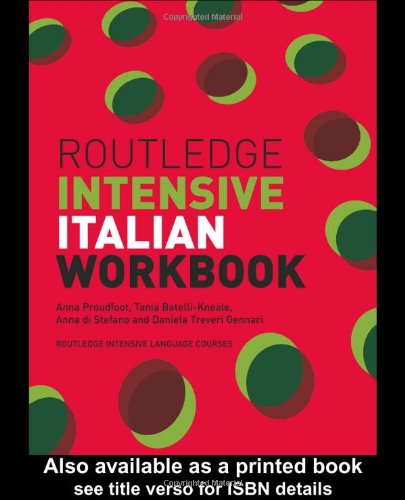 ROUTLEDGE
INTENSIVE
ITALIAN
WORKBOOK
Anna Proudfoot, Tania Batelli-Kneale,
Anna di Stefano and Daniela Treveri Gennari
ROUTLEDGE INTENSIVE LANGUAGE COURSES
Also available as a printed book
see title verso for ISBN details